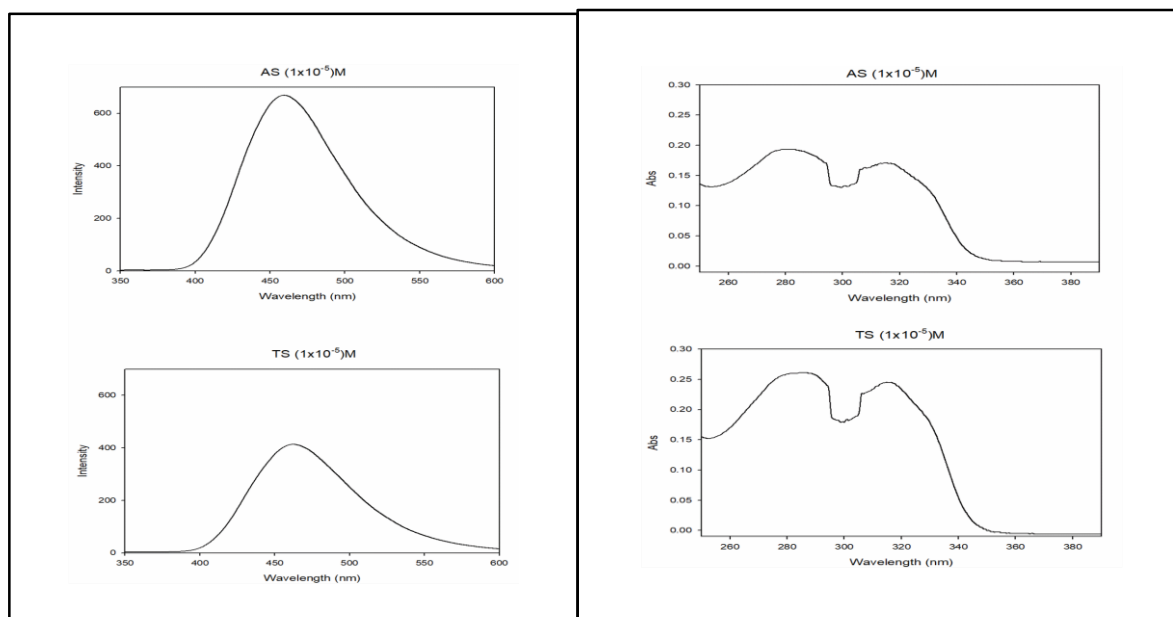 AS (1x10⁻⁵)M
600
400
200
0
Intensity
350 400 450 500 550 600
Wavelength (nm)
TS (1x10⁻⁵)M
600
400
200
0
Intensity
350 400 450 500 550 600
Wavelength (nm)
AS (1x10⁻⁵)M
0.30
0.25
0.20
0.15
0.10
0.05
0.00
Abs
260 280 300 320 340 360 380
Wavelength (nm)
TS (1x10⁻⁵)M
0.30
0.25
0.20
0.15
0.10
0.05
0.00
Abs
260 280 300 320 340 360 380
Wavelength (nm)